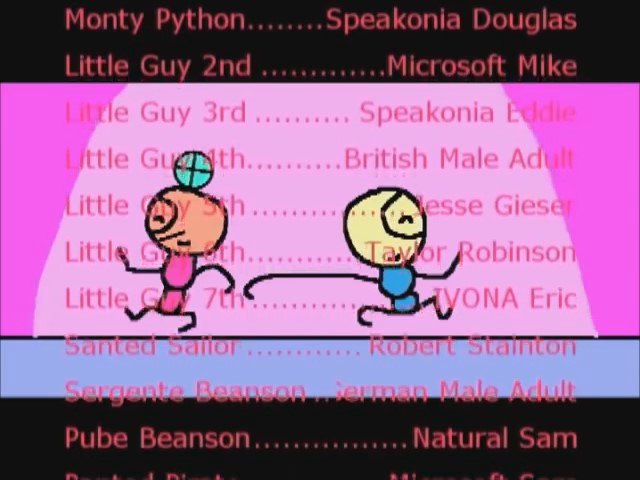 Monty Python........Speakonia Douglas
Little Guy 2nd .............Microsoft Mike
Little Guy 3rd .......... Speakonia Eddie
Little Guy 4th..........British Male Adult
Little Guy 5th................Jesse Gieser
Little Guy 6th............Taylor Robinson
Little Guy 7th................. IVONA Eric
Santed Sailor ........... Robert Stainton
Sergente Beanson ..German Male Adult
Pube Beanson................Natural Sam